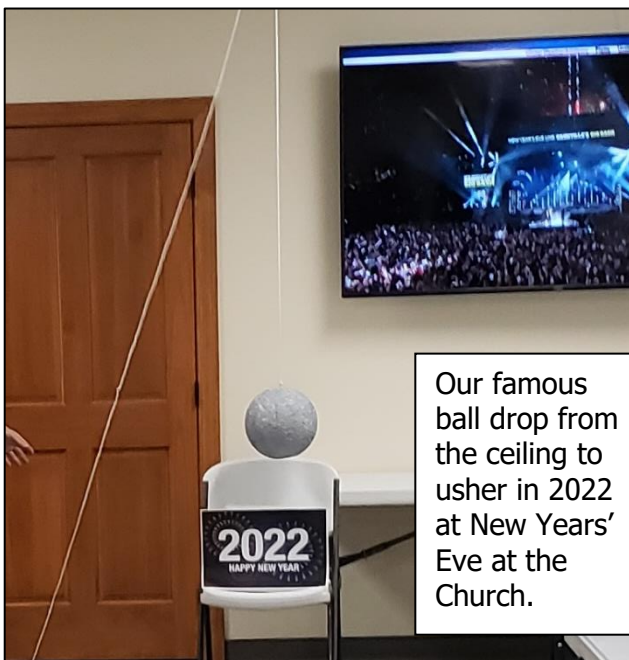 2022
HAPPY NEW YEAR
Our famous
ball drop from
the ceiling to
usher in 2022
at New Years’
Eve at the
Church.